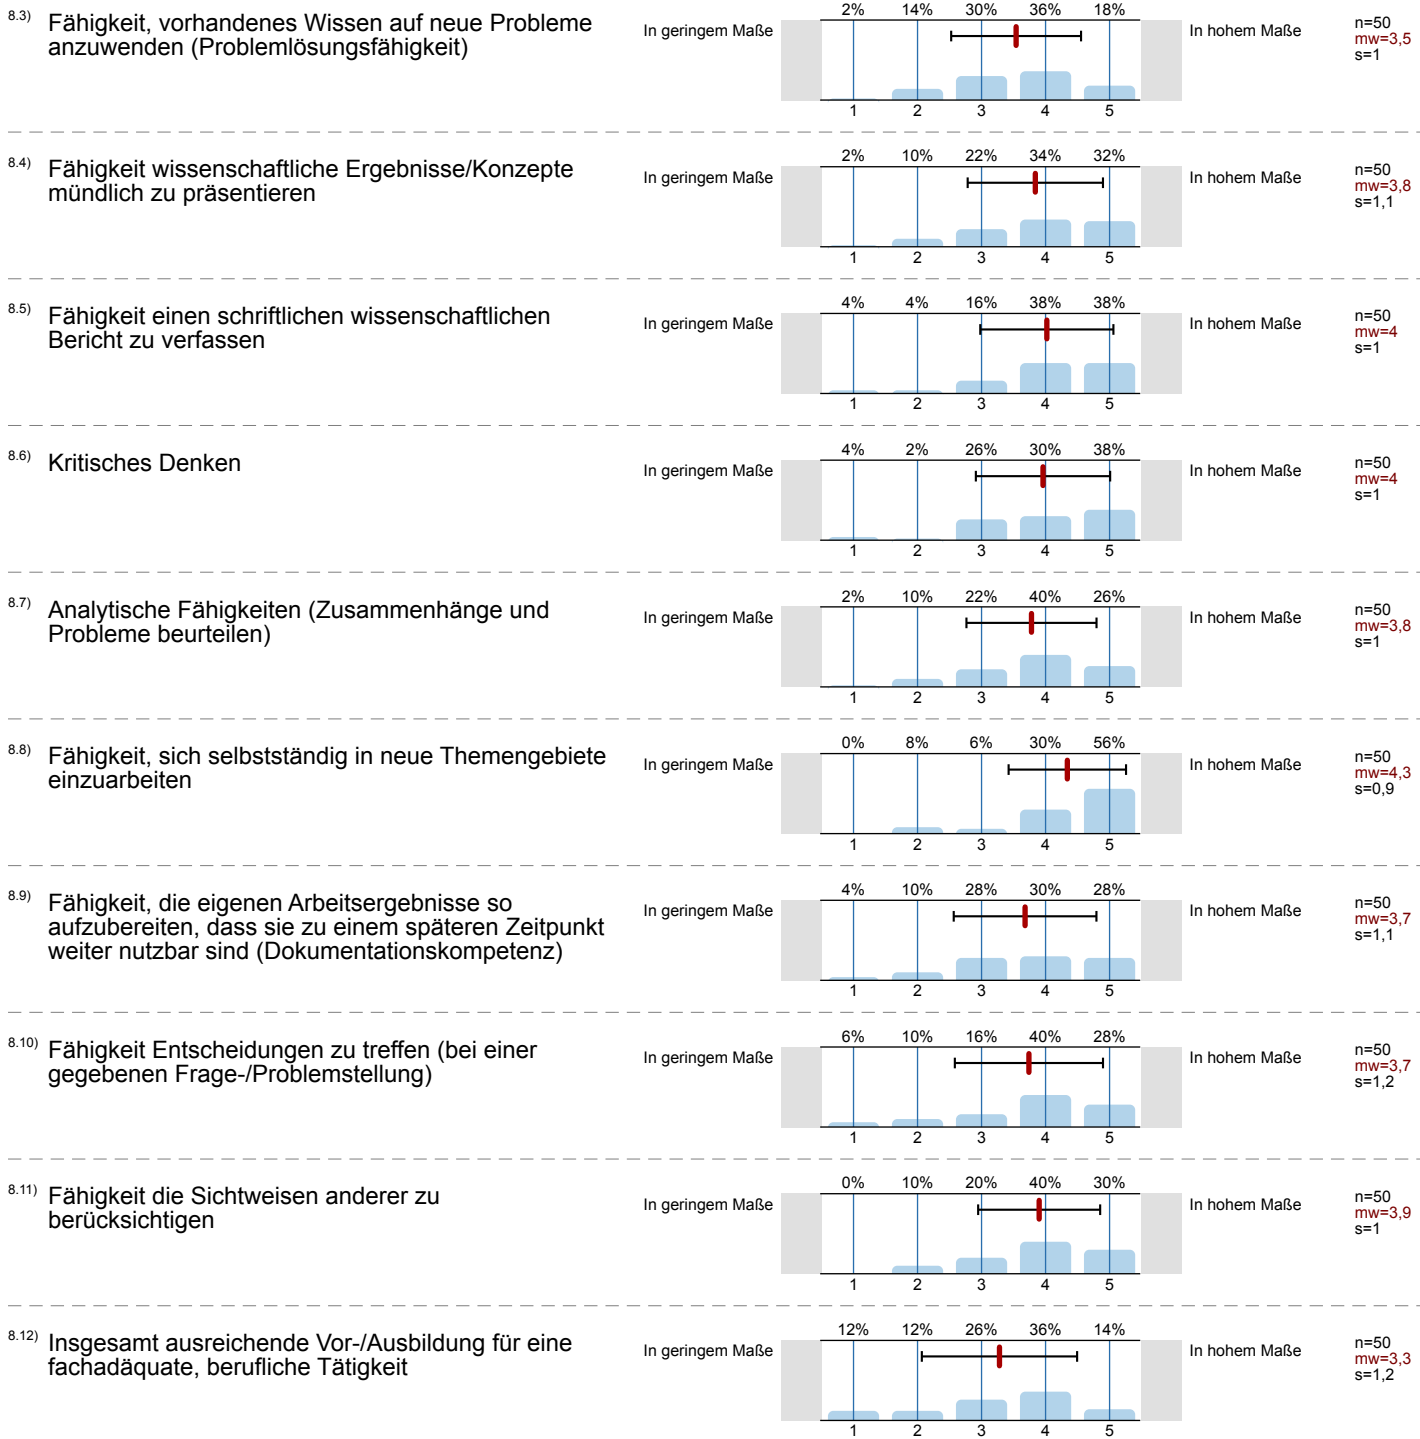 8.3) Fähigkeit, vorhandenes Wissen auf neue Probleme
anzuwenden (Problemlösungsfähigkeit)
In geringem Maße
2% 14% 30% 36% 18%
1 2 3 4 5
In hohem Maße
n=50
mw=3,5
s=1
8.4) Fähigkeit wissenschaftliche Ergebnisse/Konzepte
mündlich zu präsentieren
In geringem Maße
2% 10% 22% 34% 32%
1 2 3 4 5
In hohem Maße
n=50
mw=3,8
s=1,1
8.5) Fähigkeit einen schriftlichen wissenschaftlichen
Bericht zu verfassen
In geringem Maße
4% 4% 16% 38% 38%
1 2 3 4 5
In hohem Maße
n=50
mw=4
s=1
8.6) Kritisches Denken
In geringem Maße
4% 2% 26% 30% 38%
1 2 3 4 5
In hohem Maße
n=50
mw=4
s=1
8.7) Analytische Fähigkeiten (Zusammenhänge und
Probleme beurteilen)
In geringem Maße
2% 10% 22% 40% 26%
1 2 3 4 5
In hohem Maße
n=50
mw=3,8
s=1
8.8) Fähigkeit, sich selbstständig in neue Themengebiete
einzuarbeiten
In geringem Maße
0% 8% 6% 30% 56%
1 2 3 4 5
In hohem Maße
n=50
mw=4,3
s=0,9
8.9) Fähigkeit, die eigenen Arbeitsergebnisse so
aufzubereiten, dass sie zu einem späteren Zeitpunkt
weiter nutzbar sind (Dokumentationskompetenz)
In geringem Maße
4% 10% 28% 30% 28%
1 2 3 4 5
In hohem Maße
n=50
mw=3,7
s=1,1
8.10) Fähigkeit Entscheidungen zu treffen (bei einer
gegebenen Frage-/Problemstellung)
In geringem Maße
6% 10% 16% 40% 28%
1 2 3 4 5
In hohem Maße
n=50
mw=3,7
s=1,2
8.11) Fähigkeit die Sichtweisen anderer zu
berücksichtigen
In geringem Maße
0% 10% 20% 40% 30%
1 2 3 4 5
In hohem Maße
n=50
mw=3,9
s=1
8.12) Insgesamt ausreichende Vor-/Ausbildung für eine
fachadäquate, berufliche Tätigkeit
In geringem Maße
12% 12% 26% 36% 14%
1 2 3 4 5
In hohem Maße
n=50
mw=3,3
s=1,2